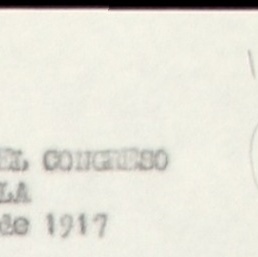 EL CONGRESO
LA
de 1917